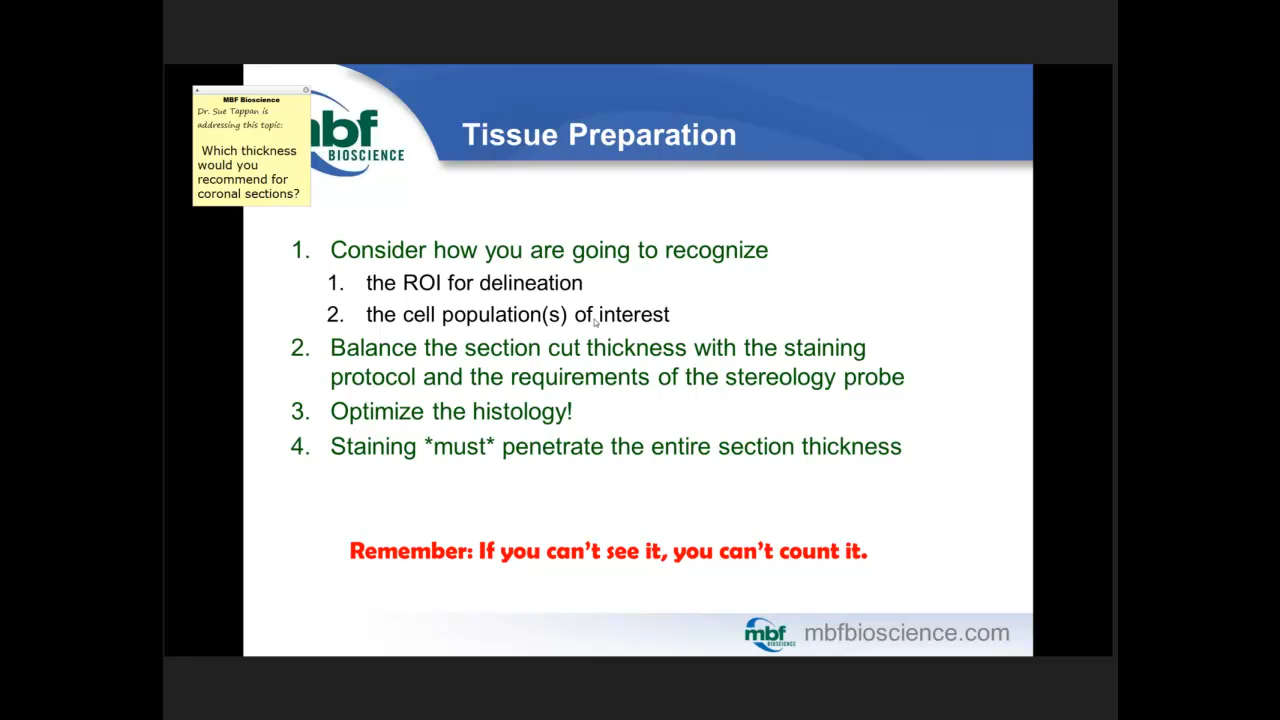 MBF Bioscience
Dr. Sue Tappan is
addressing this topic:
Which thickness
would you
recommend for
coronal sections?
mbf
BIOSCIENCE
Tissue Preparation
1. Consider how you are going to recognize
1. the ROI for delineation
2. the cell population(s) of interest
2. Balance the section cut thickness with the staining
protocol and the requirements of the stereology probe
3. Optimize the histology!
4. Staining *must* penetrate the entire section thickness
Remember: If you can't see it, you can't count it.
mbf
BIOSCIENCE
mbfbioscience.com